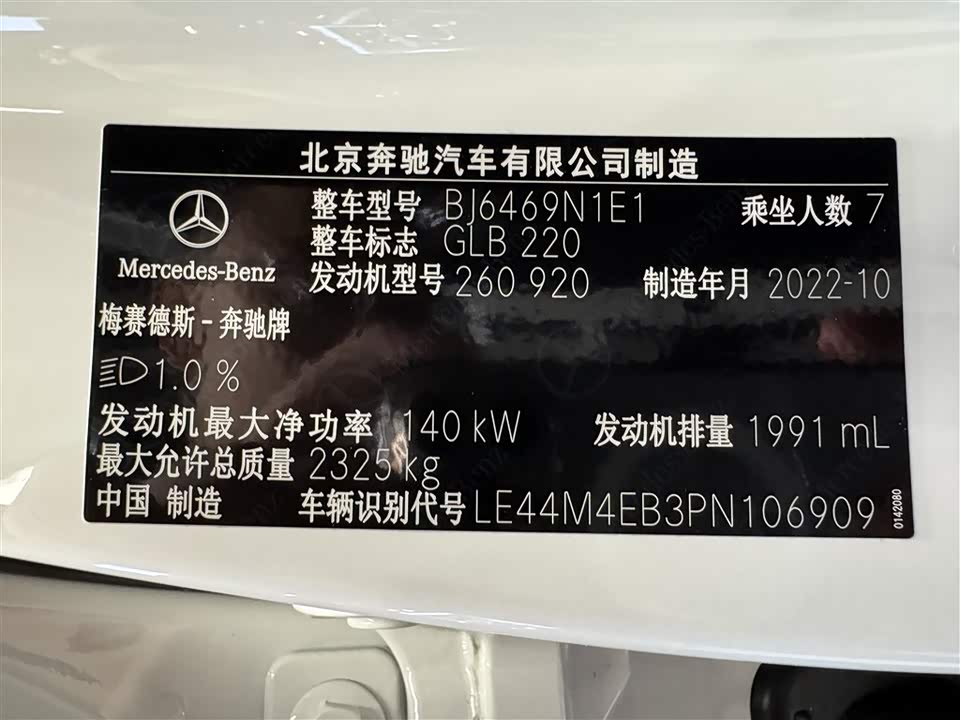 北京奔驰汽车有限公司制造
整车型号 BJ6469N1E1 乘坐人数 7
整车标志 GLB 220
Mercedes-Benz
发动机型号 260 920 制造年月 2022-10
梅赛德斯-奔驰牌
1.0 %
发动机最大净功率 140 kW 发动机排量 1991 mL
最大允许总质量 2325 kg
中国 制造 车辆识别代号 LE44M4EB3PN106909
0142080